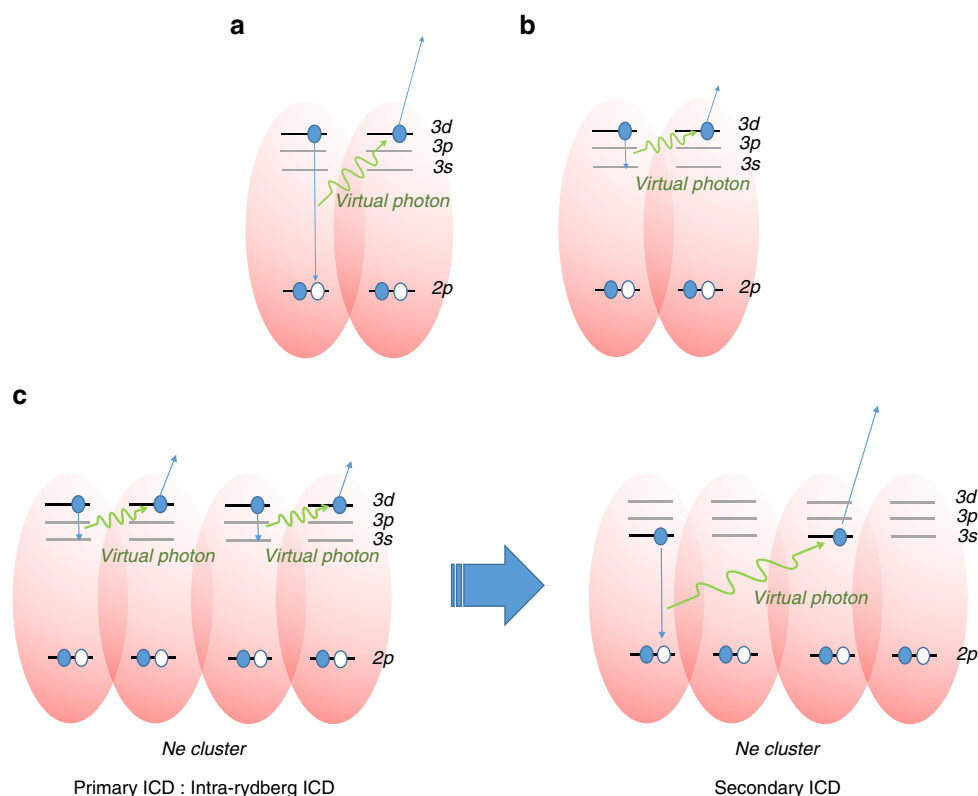 a
3d
3p
3s
Virtual photon
2p
b
3d
3p
3s
Virtual photon
2p
c
3d
3p
3s
Virtual photon
Virtual photon
2p
Ne cluster
Primary ICD : Intra-rydberg ICD
3d
3p
3s
Virtual photon
2p
Ne cluster
Secondary ICD